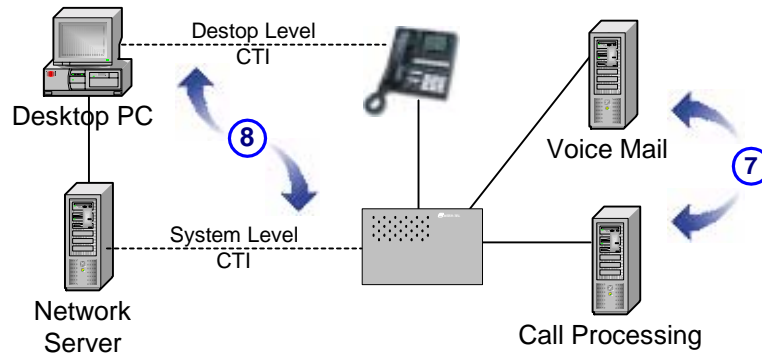 Destop Level
CTI
Desktop PC
8
Voice Mail
7
System Level
CTI
Network
Server
Call Processing